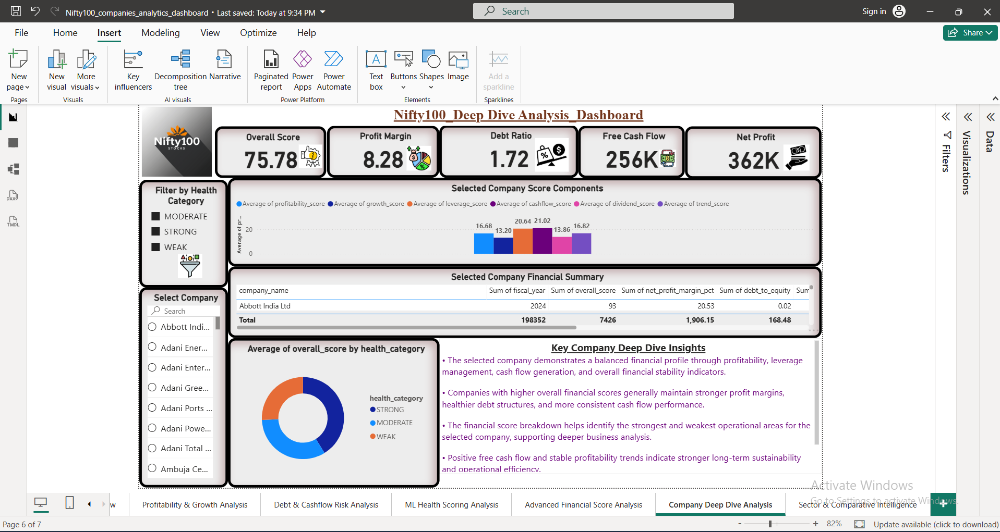 Nifty100_companies_analytics_dashboard • Last saved: Today at 9:34 PM
Search
Sign in
File Home Insert Modeling View Optimize Help
Share
New page
New visual
More visuals
Key influencers
Decomposition tree
Narrative
Paginated report
Power Apps
Power Automate
Text box
Buttons
Shapes
Image
Add a sparkline
Pages
Visuals
AI visuals
Power Platform
Elements
Sparklines
DAX
TMDL
Nifty100
STOCKS
Nifty100_Deep Dive Analysis_Dashboard
Overall Score
75.78
Profit Margin
8.28
Debt Ratio
1.72
Free Cash Flow
256K
Net Profit
362K
Filter by Health
Category
MODERATE
STRONG
WEAK
Selected Company Score Components
Average of profitability_score Average of growth_score Average of leverage_score Average of cashflow_score Average of dividend_score Average of trend_score
Average of pr...
20
0
16.68
13.20
20.64
21.02
13.86
16.82
Selected Company Financial Summary
company_name Sum of fiscal_year Sum of overall_score Sum of net_profit_margin_pct Sum of debt_to_equity Sum
Abbott India Ltd 2024 93 20.53 0.02
Total 198352 7426 1,906.15 168.48
Select Company
Search
Abbott Indi...
Adani Ener...
Adani Enter...
Adani Gree...
Adani Ports ...
Adani Powe...
Adani Total ...
Ambuja Ce...
Average of overall_score by health_category
health_category
STRONG
MODERATE
WEAK
Key Company Deep Dive Insights
• The selected company demonstrates a balanced financial profile through profitability, leverage
management, cash flow generation, and overall financial stability indicators.
• Companies with higher overall financial scores generally maintain stronger profit margins,
healthier debt structures, and more consistent cash flow performance.
• The financial score breakdown helps identify the strongest and weakest operational areas for the
selected company, supporting deeper business analysis.
• Positive free cash flow and stable profitability trends indicate stronger long-term sustainability
and operational efficiency.
Filters
Visualizations
Data
Activate Windows
Go to Settings to activate Windows.
w
Profitability & Growth Analysis
Debt & Cashflow Risk Analysis
ML Health Scoring Analysis
Advanced Financial Score Analysis
Company Deep Dive Analysis
Sector & Comparative Intelligence
Page 6 of 7
- + 82%
Update available (click to download)